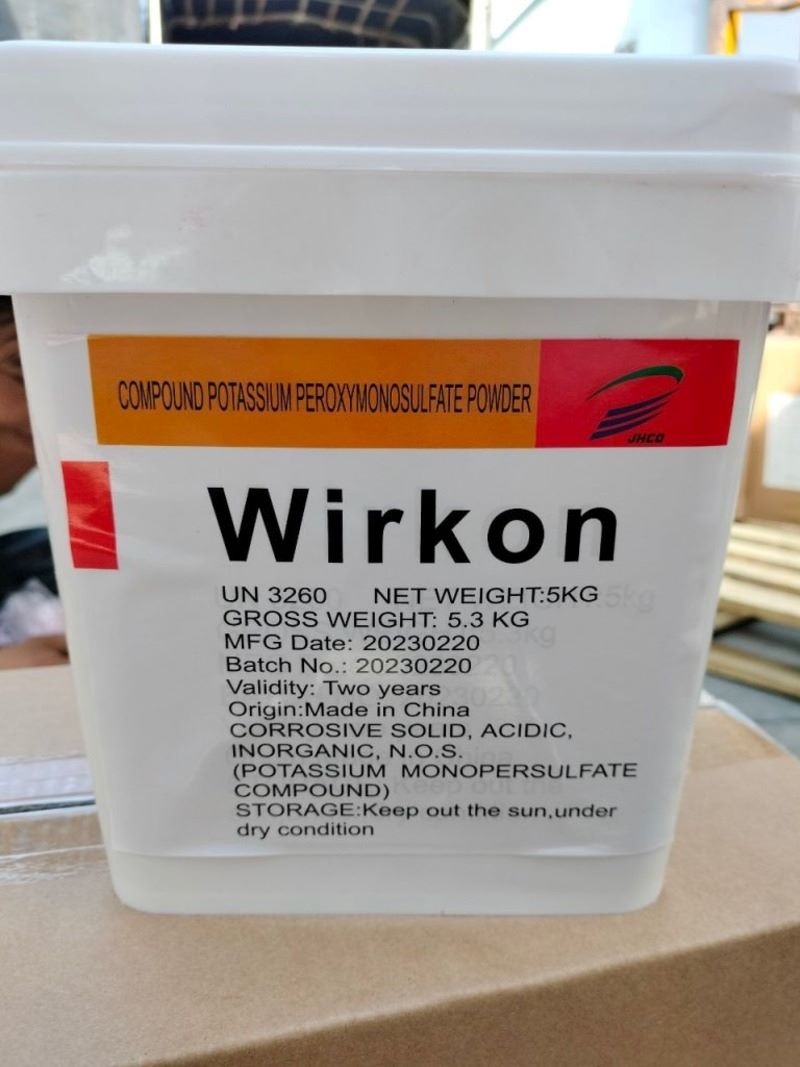 COMPOUND POTASSIUM PEROXYMONOSULFATE POWDER
JHCO
Wirkon
UN 3260 NET WEIGHT:5KG
GROSS WEIGHT: 5.3 KG
MFG Date: 20230220
Batch No.: 20230220
Validity: Two years
Origin:Made in China
CORROSIVE SOLID, ACIDIC,
INORGANIC, N.O.S.
(POTASSIUM MONOPERSULFATE
COMPOUND)
STORAGE:Keep out the sun,under
dry condition